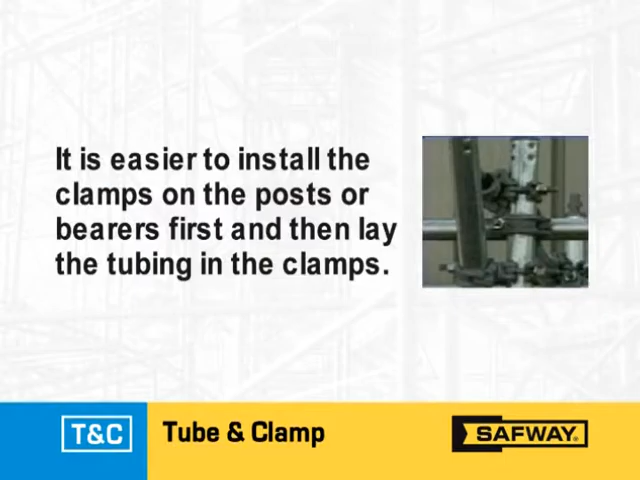 It is easier to install the
clamps on the posts or
bearers first and then lay
the tubing in the clamps.
T&C
Tube & Clamp
SAFWAY®